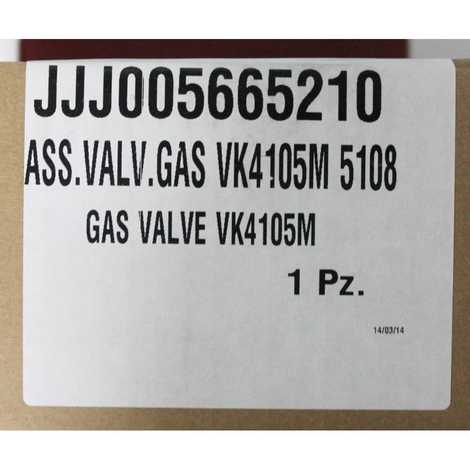 JJJ005665210
ASS.VALV.GAS VK4105M 5108
GAS VALVE VK4105M
1 Pz.
14/03/14